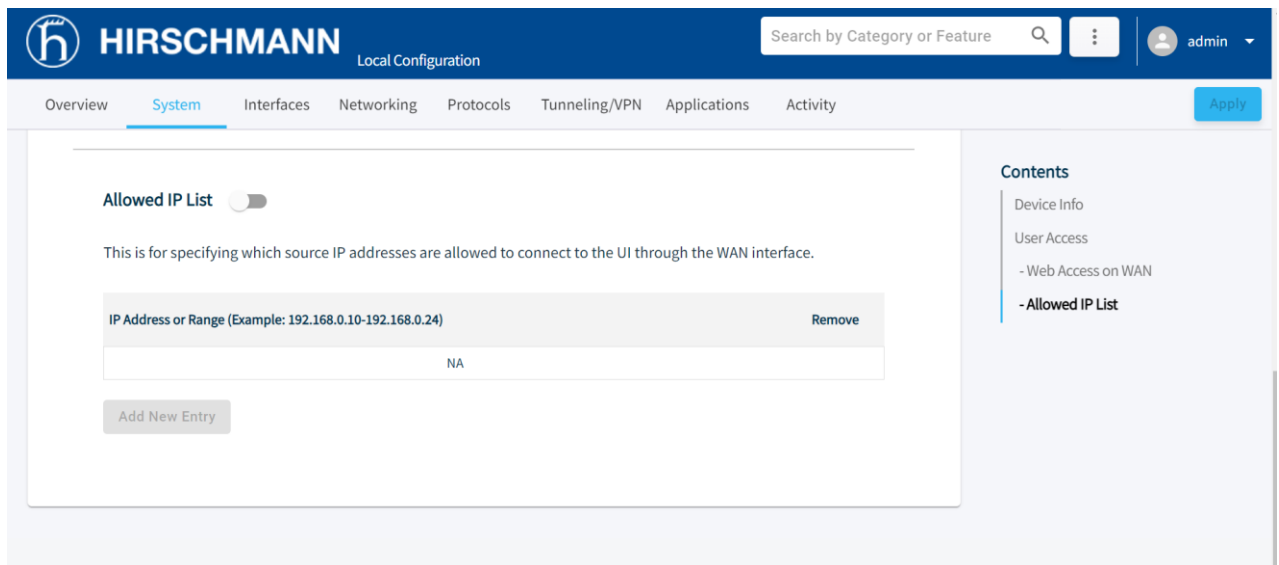 HIRSCHMANN
Local Configuration
Search by Category or Feature
admin
Overview System Interfaces Networking Protocols Tunneling/VPN Applications Activity Apply
Allowed IP List
This is for specifying which source IP addresses are allowed to connect to the UI through the WAN interface.
IP Address or Range (Example: 192.168.0.10-192.168.0.24) Remove
NA
Add New Entry
Contents
Device Info
User Access
- Web Access on WAN
- Allowed IP List